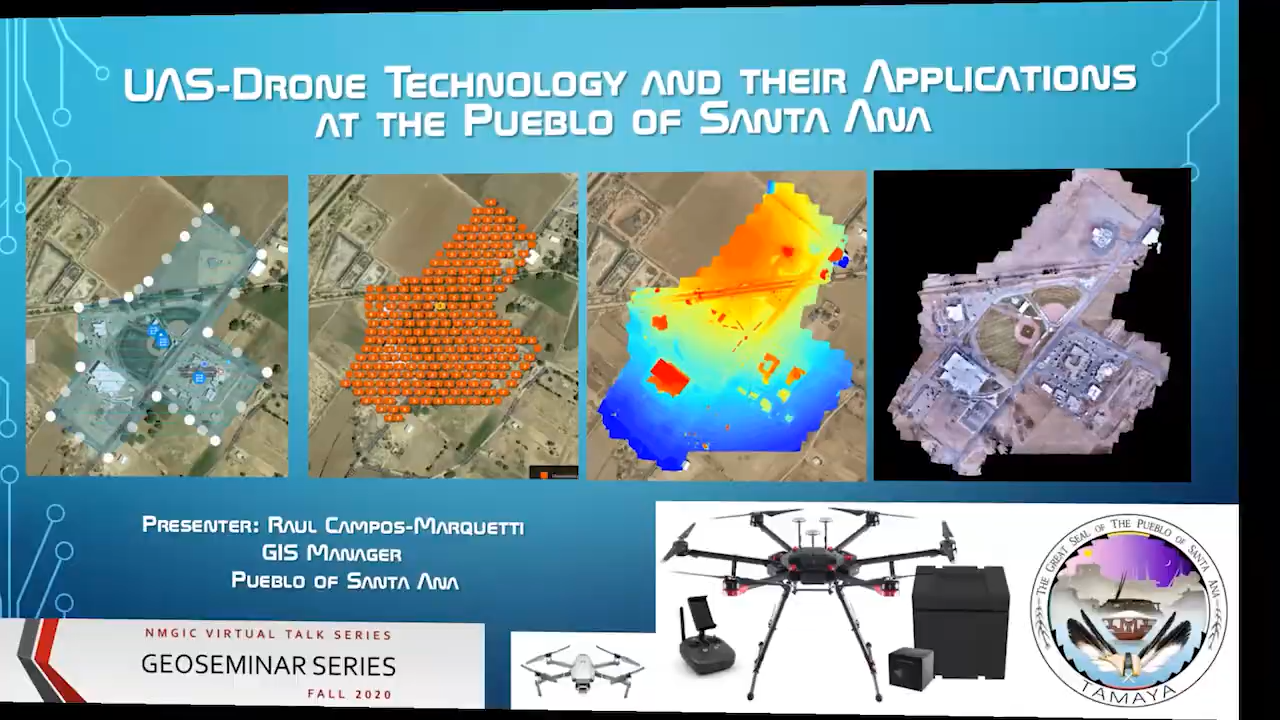 UAS-Drone Technology and their Applications
at the Pueblo of Santa Ana
Presenter: Raul Campos-Marquetti
GIS Manager
Pueblo of Santa Ana
NMGIC VIRTUAL TALK SERIES
GEOSEMINAR SERIES
FALL 2020
THE GREAT SEAL OF THE PUEBLO OF SANTA ANA
TAMAYA